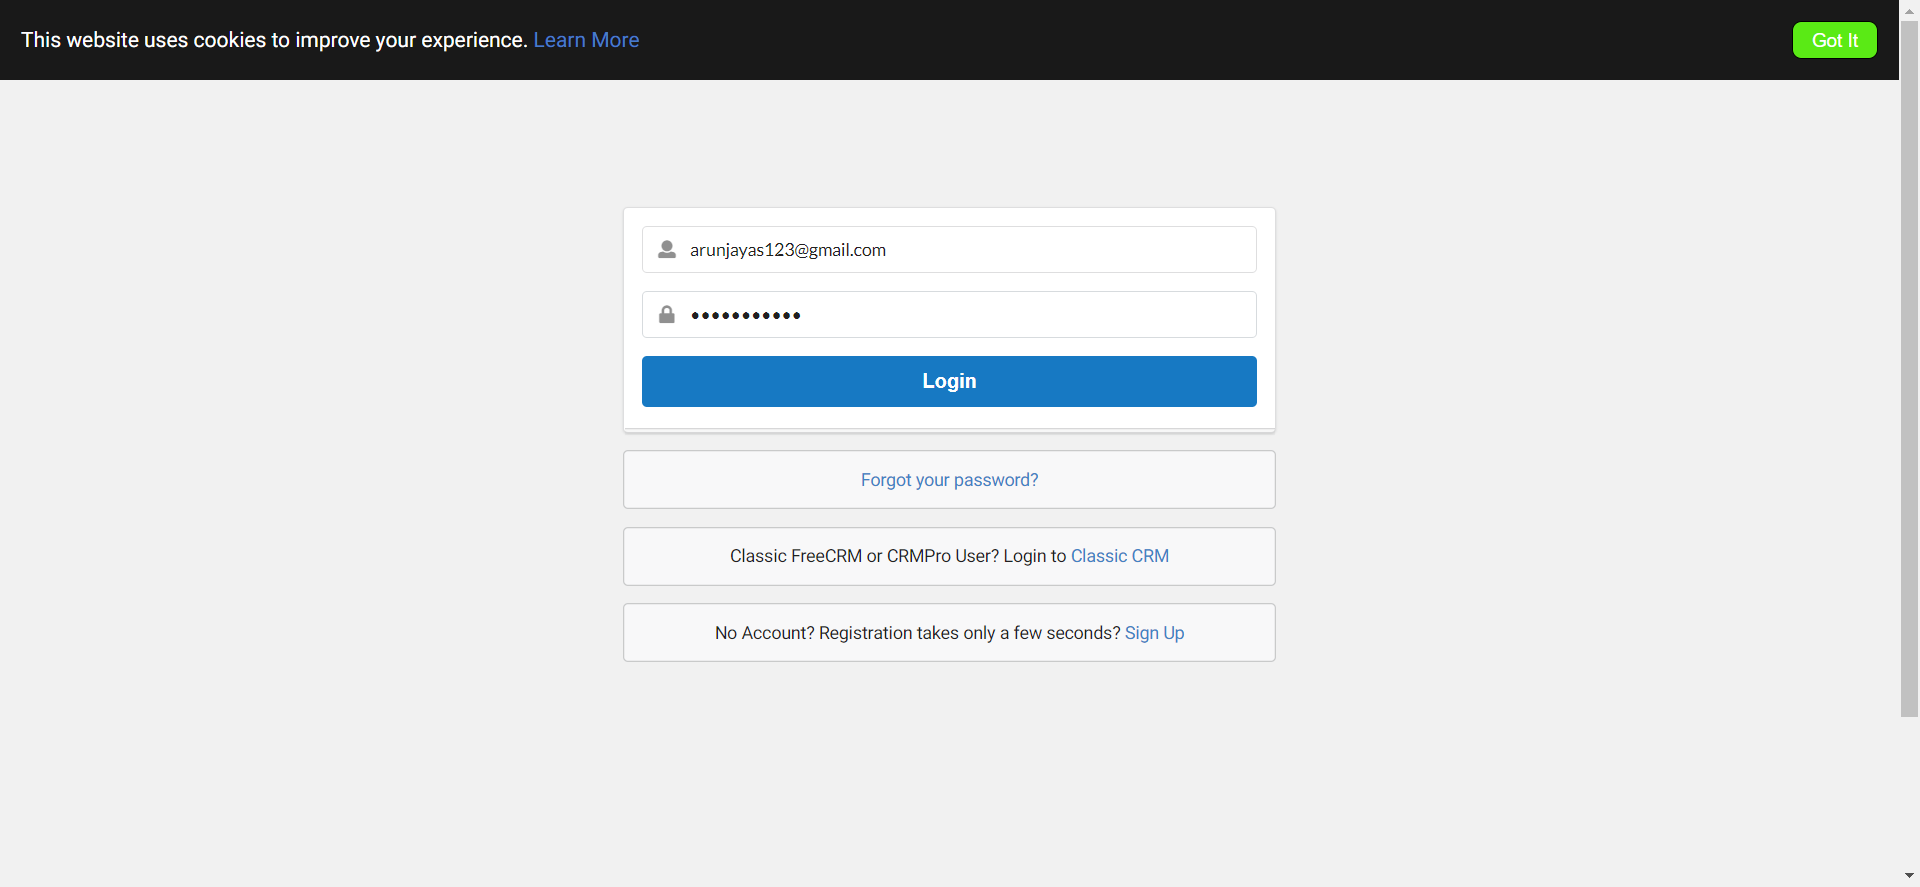 This website uses cookies to improve your experience. Learn More
Got It
arunjayas123@gmail.com
•••••••••••
Login
Forgot your password?
Classic FreeCRM or CRMPro User? Login to Classic CRM
No Account? Registration takes only a few seconds? Sign Up